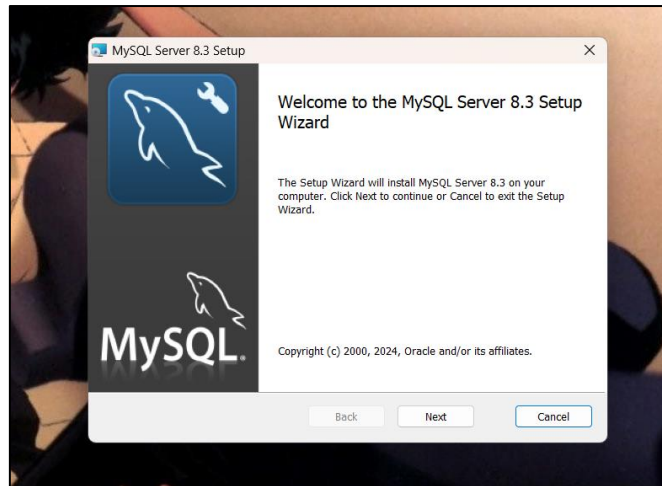 MySQL Server 8.3 Setup
Welcome to the MySQL Server 8.3 Setup
Wizard
The Setup Wizard will install MySQL Server 8.3 on your
computer. Click Next to continue or Cancel to exit the Setup
Wizard.
MySQL.
Copyright (c) 2000, 2024, Oracle and/or its affiliates.
Back Next Cancel